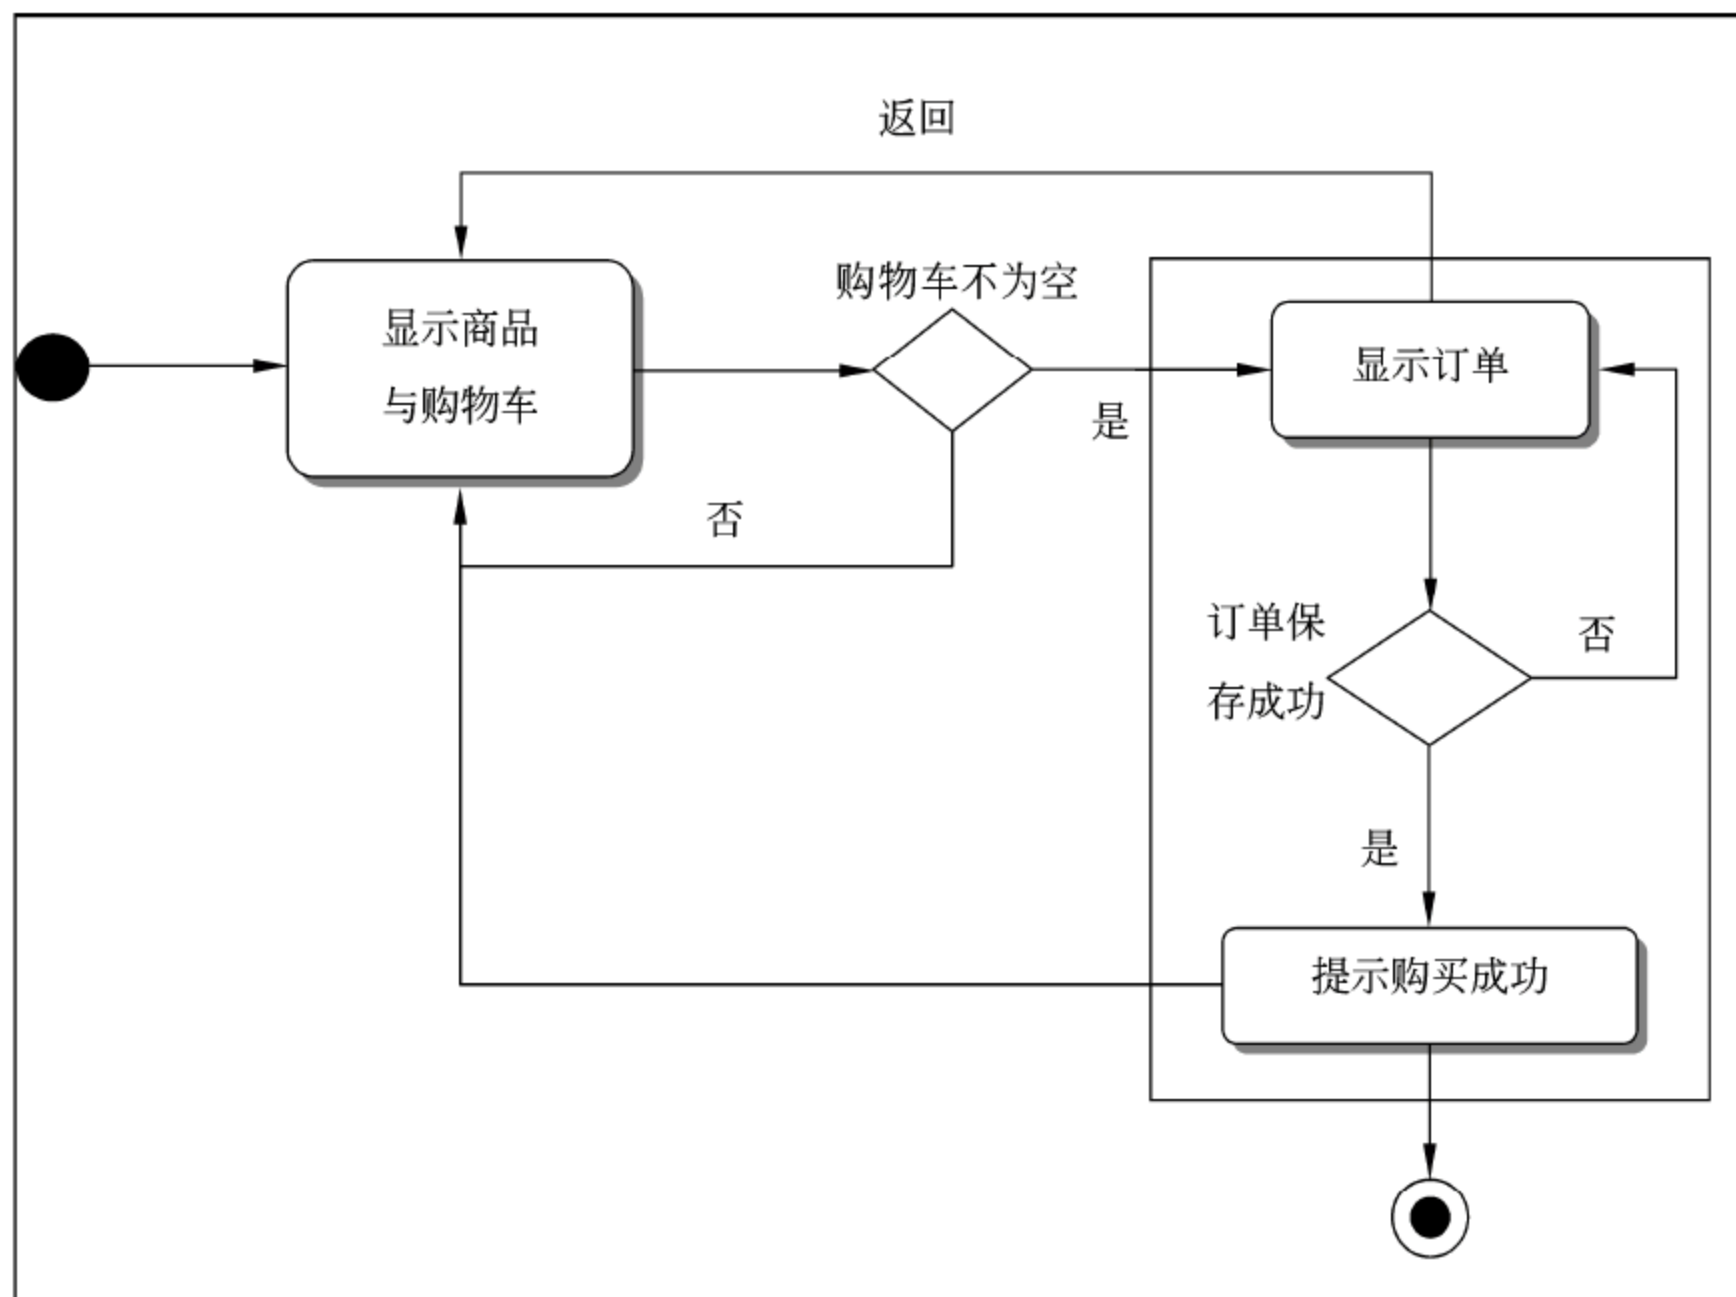 返回
购物车不为空
显示商品
与购物车
显示订单
是
否
订单保
存成功
否
是
提示购买成功